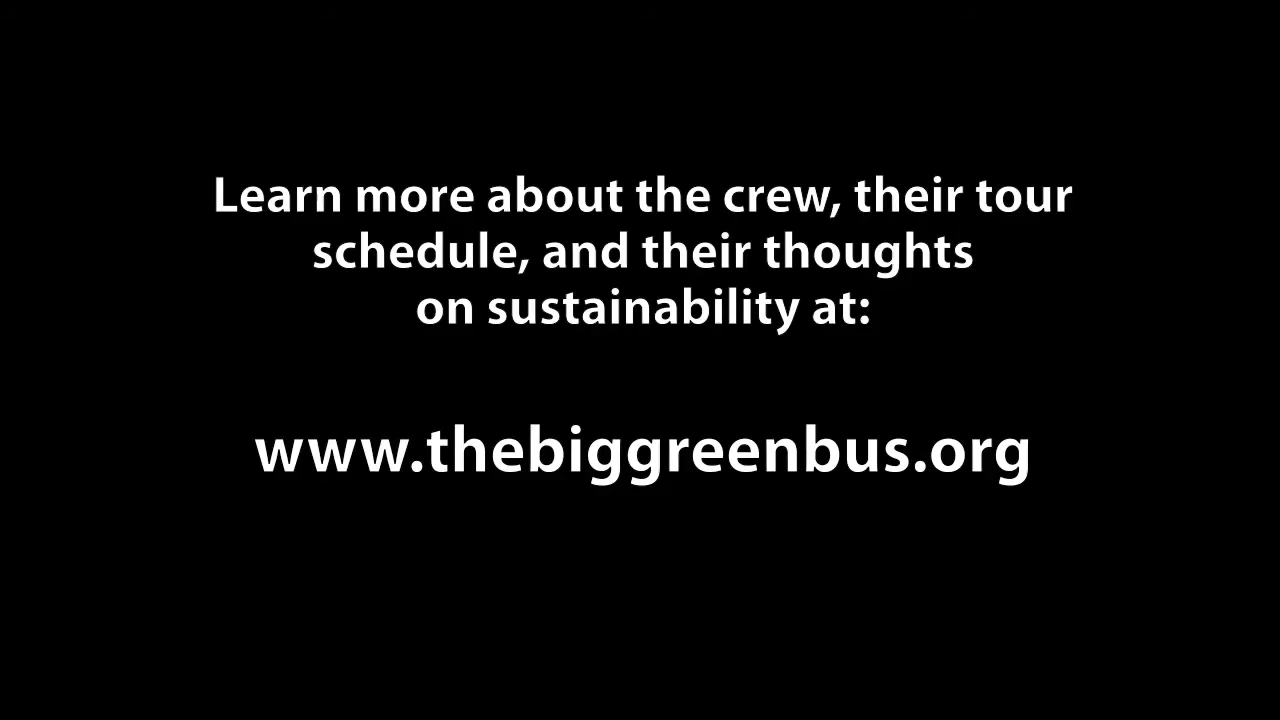 Learn more about the crew, their tour
schedule, and their thoughts
on sustainability at:
www.thebiggreenbus.org